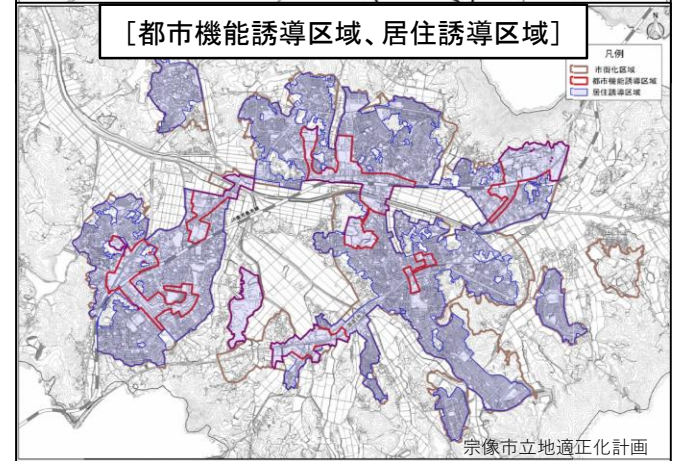 [都市機能誘導区域、居住誘導区域]
N
凡例
市街化区域
都市機能誘導区域
居住誘導区域
宗像市立地適正化計画